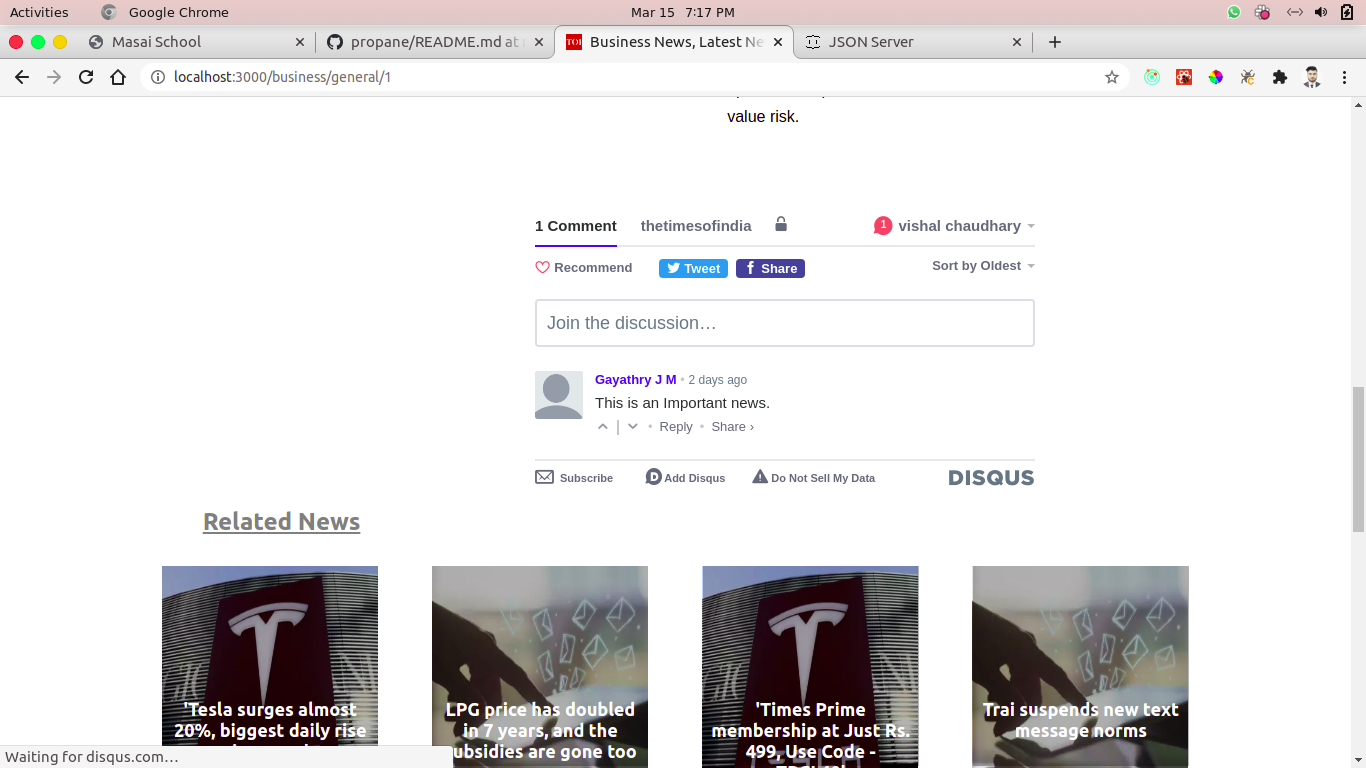 Activities Google Chrome Mar 15 7:17 PM
Masai School propane/README.md at Business News, Latest Ne JSON Server
localhost:3000/business/general/1
value risk.
1 Comment thetimesofindia 1 vishal chaudhary
Recommend Tweet Share Sort by Oldest
Join the discussion…
Gayathry J M • 2 days ago
This is an Important news.
Reply • Share ›
Subscribe Add Disqus Do Not Sell My Data DISQUS
Related News
'Tesla surges almost
20%, biggest daily rise
LPG price has doubled
in 7 years, and the
subsidies are gone too
'Times Prime
membership at Just Rs.
499, Use Code -
Trai suspends new text
message norms
Waiting for disqus.com…